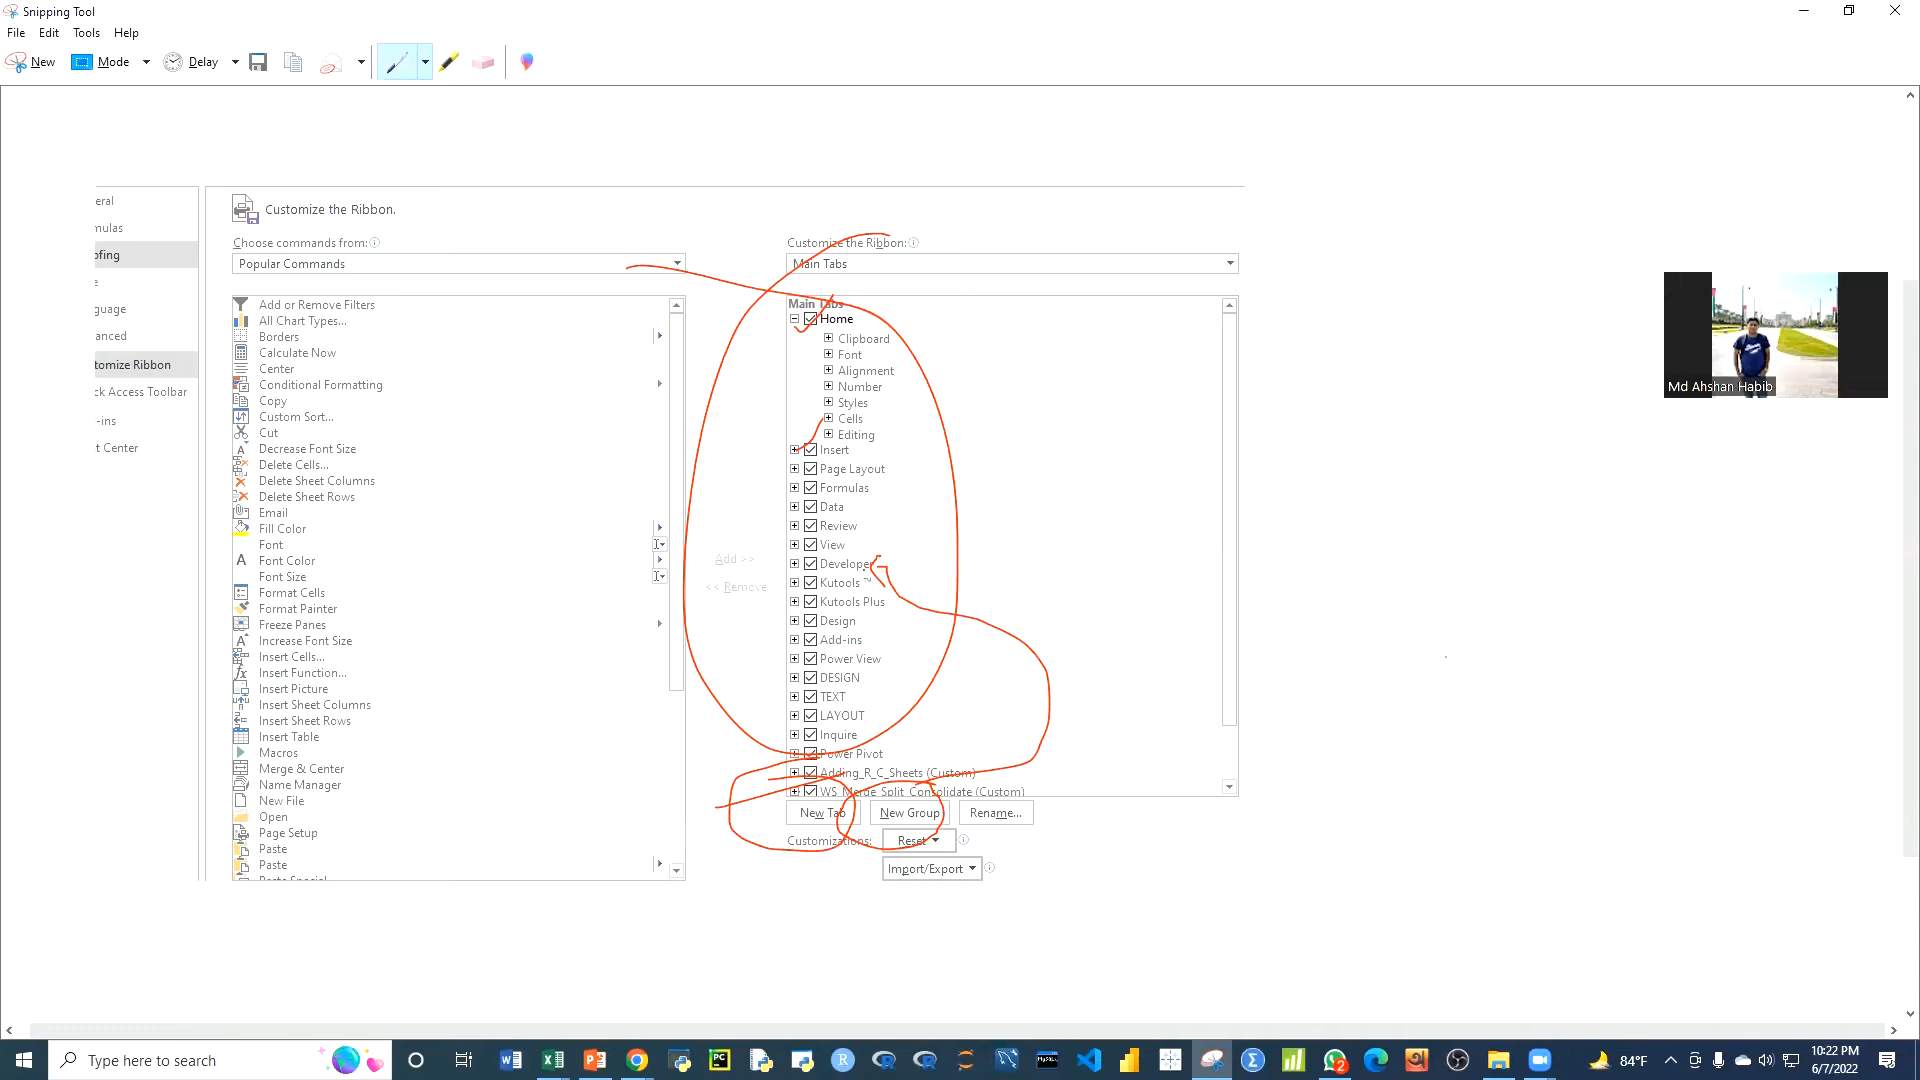 Snipping Tool
File Edit Tools Help
New Mode Delay
eral
mulas
ofing
e
guage
anced
tomize Ribbon
ck Access Toolbar
-ins
t Center
Customize the Ribbon.
Choose commands from:
Popular Commands
Add or Remove Filters
All Chart Types...
Borders
Calculate Now
Center
Conditional Formatting
Copy
Custom Sort...
Cut
Decrease Font Size
Delete Cells...
Delete Sheet Columns
Delete Sheet Rows
Email
Fill Color
Font
Font Color
Font Size
Format Cells
Format Painter
Freeze Panes
Increase Font Size
Insert Cells...
Insert Function...
Insert Picture
Insert Sheet Columns
Insert Sheet Rows
Insert Table
Macros
Merge & Center
Name Manager
New File
Open
Page Setup
Paste
Paste
Paste Special
Add >>
<< Remove
Customize the Ribbon:
Main Tabs
Main Tabs
Home
Clipboard
Font
Alignment
Number
Styles
Cells
Editing
Insert
Page Layout
Formulas
Data
Review
View
Developer
Kutools ™
Kutools Plus
Design
Add-ins
Power View
DESIGN
TEXT
LAYOUT
Inquire
Power Pivot
Adding_R_C_Sheets (Custom)
WS_Merge_Split_Consolidate (Custom)
New Tab New Group Rename...
Customizations: Reset
Import/Export
Md Ahshan Habib
Type here to search
84°F
10:22 PM
6/7/2022